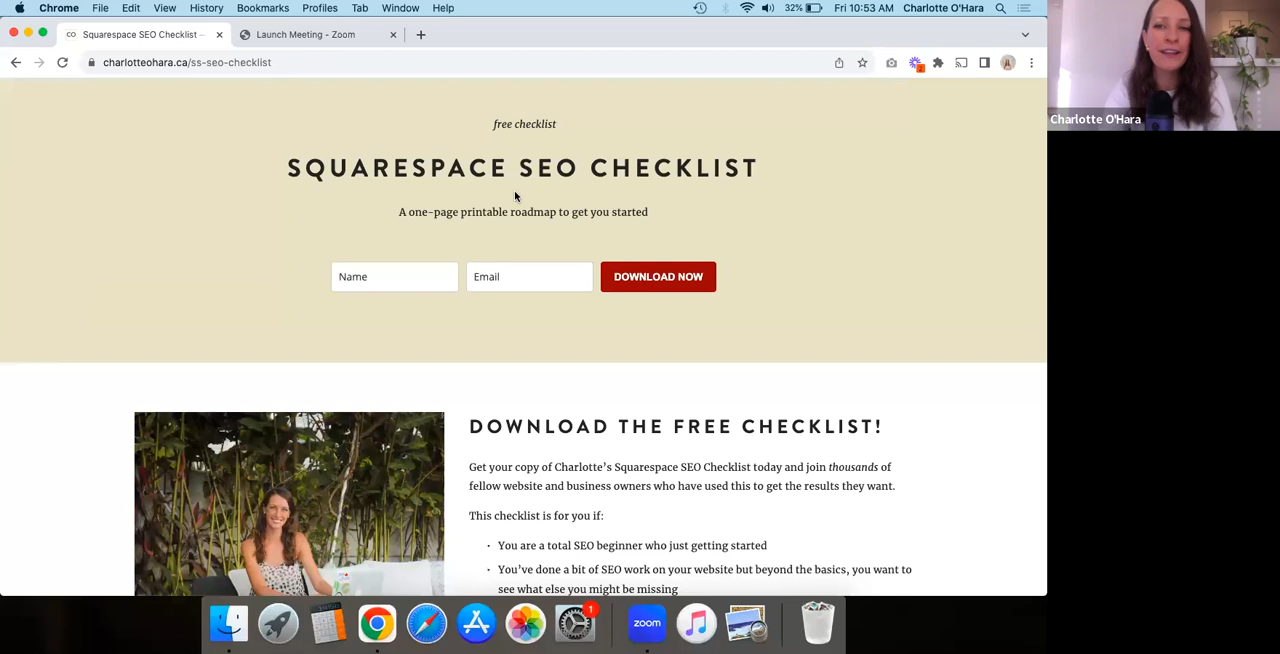 Chrome File Edit View History Bookmarks Profiles Tab Window Help 32% Fri 10:53 AM Charlotte O'Hara
CO Squarespace SEO Checklist —
Launch Meeting - Zoom
charlotteohara.ca/ss-seo-checklist
2
Charlotte O'Hara
free checklist
SQUARESPACE SEO CHECKLIST
A one-page printable roadmap to get you started
Name Email DOWNLOAD NOW
DOWNLOAD THE FREE CHECKLIST!
Get your copy of Charlotte's Squarespace SEO Checklist today and join thousands of
fellow website and business owners who have used this to get the results they want.
This checklist is for you if:
· You are a total SEO beginner who just getting started
· You've done a bit of SEO work on your website but beyond the basics, you want to
see what else you might be missing
1
zoom